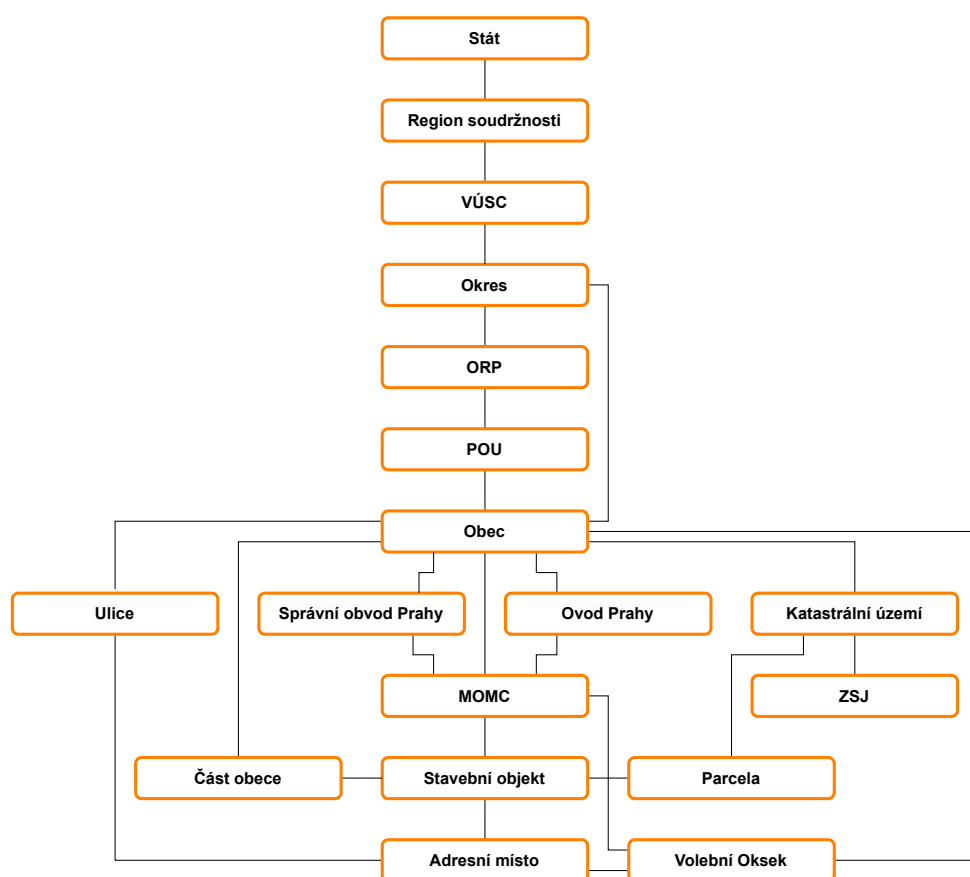 Stát
Region soudržnosti
VÚSC
Okres
ORP
POU
Obec
Ulice
Správní obvod Prahy
Ovod Prahy
Katastrální území
MOMC
ZSJ
Část obece
Stavební objekt
Parcela
Adresní místo
Volební Oksek